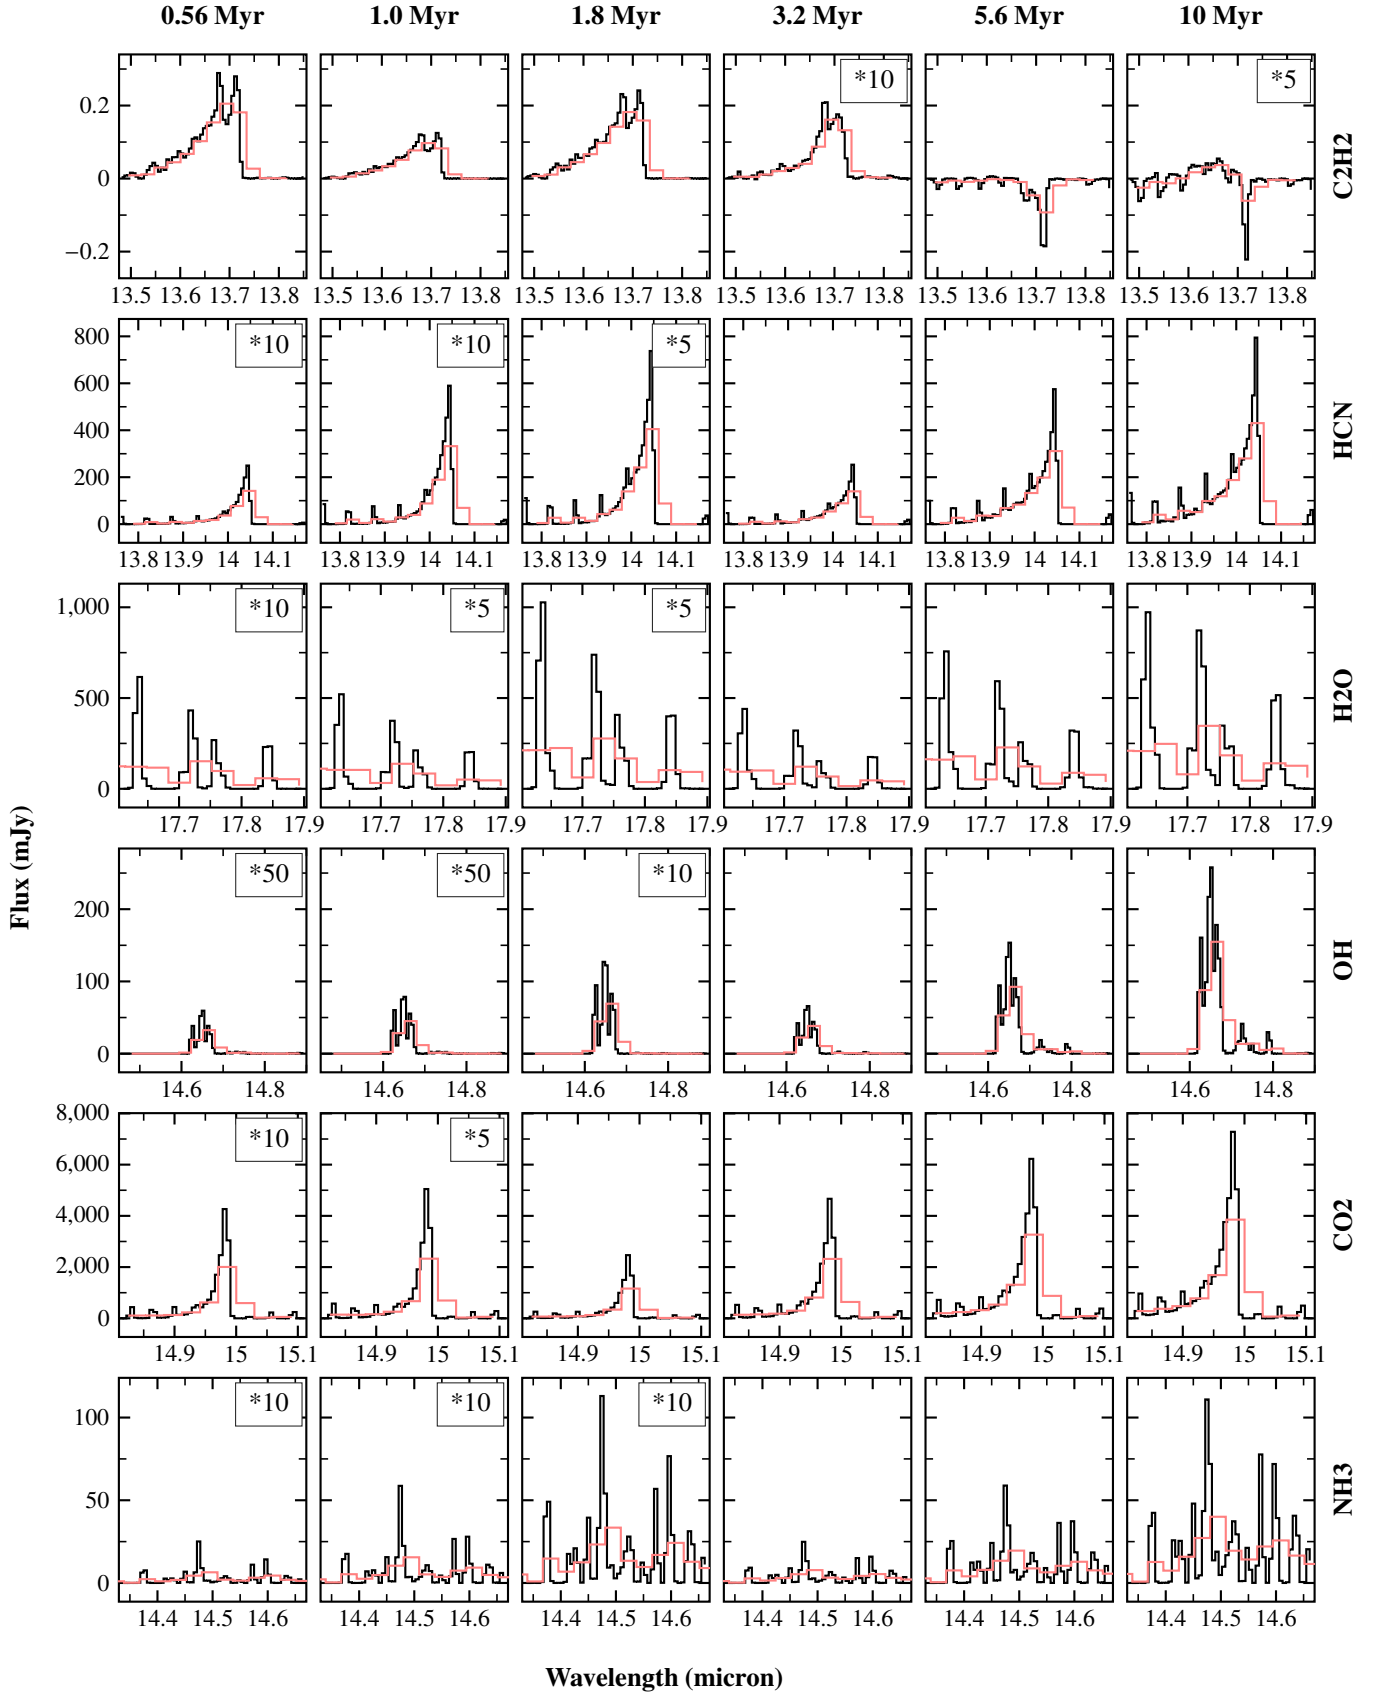 0.56 Myr 1.0 Myr 1.8 Myr 3.2 Myr 5.6 Myr 10 Myr
*10 *5
0.2
0
−0.2
C2H2
13.5 13.6 13.7 13.8 13.5 13.6 13.7 13.8 13.5 13.6 13.7 13.8 13.5 13.6 13.7 13.8 13.5 13.6 13.7 13.8 13.5 13.6 13.7 13.8
*10 *10 *5
800
600
400
200
0
HCN
13.8 13.9 14 14.1 13.8 13.9 14 14.1 13.8 13.9 14 14.1 13.8 13.9 14 14.1 13.8 13.9 14 14.1 13.8 13.9 14 14.1
*10 *5 *5
1,000
500
0
H2O
17.7 17.8 17.9 17.7 17.8 17.9 17.7 17.8 17.9 17.7 17.8 17.9 17.7 17.8 17.9 17.7 17.8 17.9
*50 *50 *10
200
100
0
OH
14.6 14.8 14.6 14.8 14.6 14.8 14.6 14.8 14.6 14.8 14.6 14.8
*10 *5
8,000
6,000
4,000
2,000
0
CO2
14.9 15 15.1 14.9 15 15.1 14.9 15 15.1 14.9 15 15.1 14.9 15 15.1 14.9 15 15.1
*10 *10 *10
100
50
0
NH3
14.4 14.5 14.6 14.4 14.5 14.6 14.4 14.5 14.6 14.4 14.5 14.6 14.4 14.5 14.6 14.4 14.5 14.6
Flux (mJy)
Wavelength (micron)